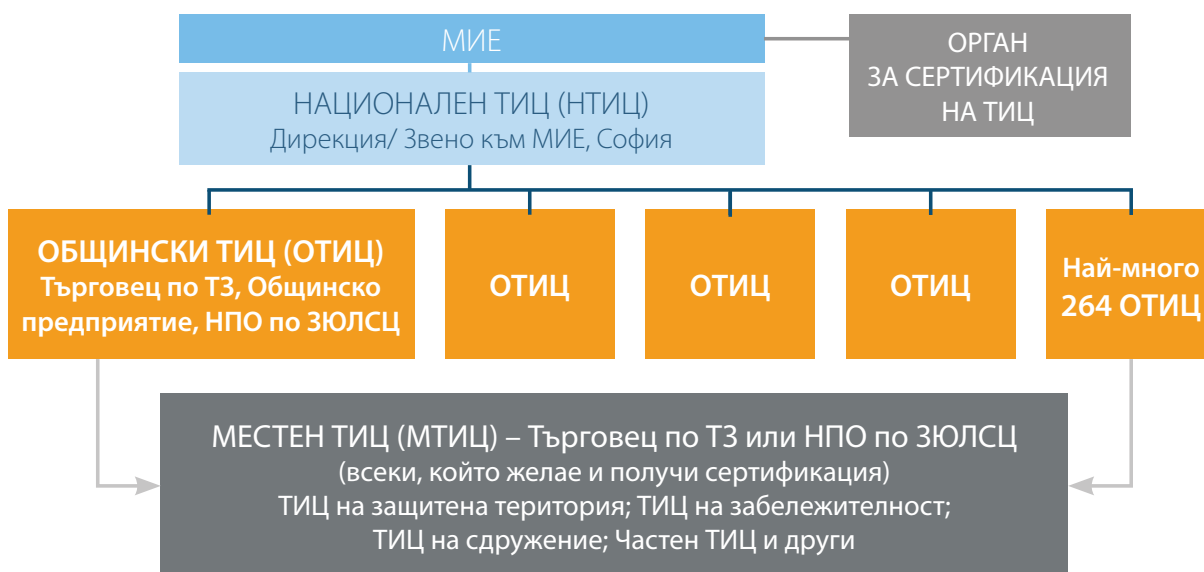 МИЕ
ОРГАН
ЗА СЕРТИФИКАЦИЯ
НА ТИЦ
НАЦИОНАЛЕН ТИЦ (НТИЦ)
Дирекция/ Звено към МИЕ, София
ОБЩИНСКИ ТИЦ (ОТИЦ)
Търговец по ТЗ, Общинско
предприятие, НПО по ЗЮЛСЦ
ОТИЦ
ОТИЦ
ОТИЦ
Най-много
264 ОТИЦ
МЕСТЕН ТИЦ (МТИЦ) – Търговец по ТЗ или НПО по ЗЮЛСЦ
(всеки, който желае и получи сертификация)
ТИЦ на защитена територия; ТИЦ на забележителност;
ТИЦ на сдружение; Частен ТИЦ и други